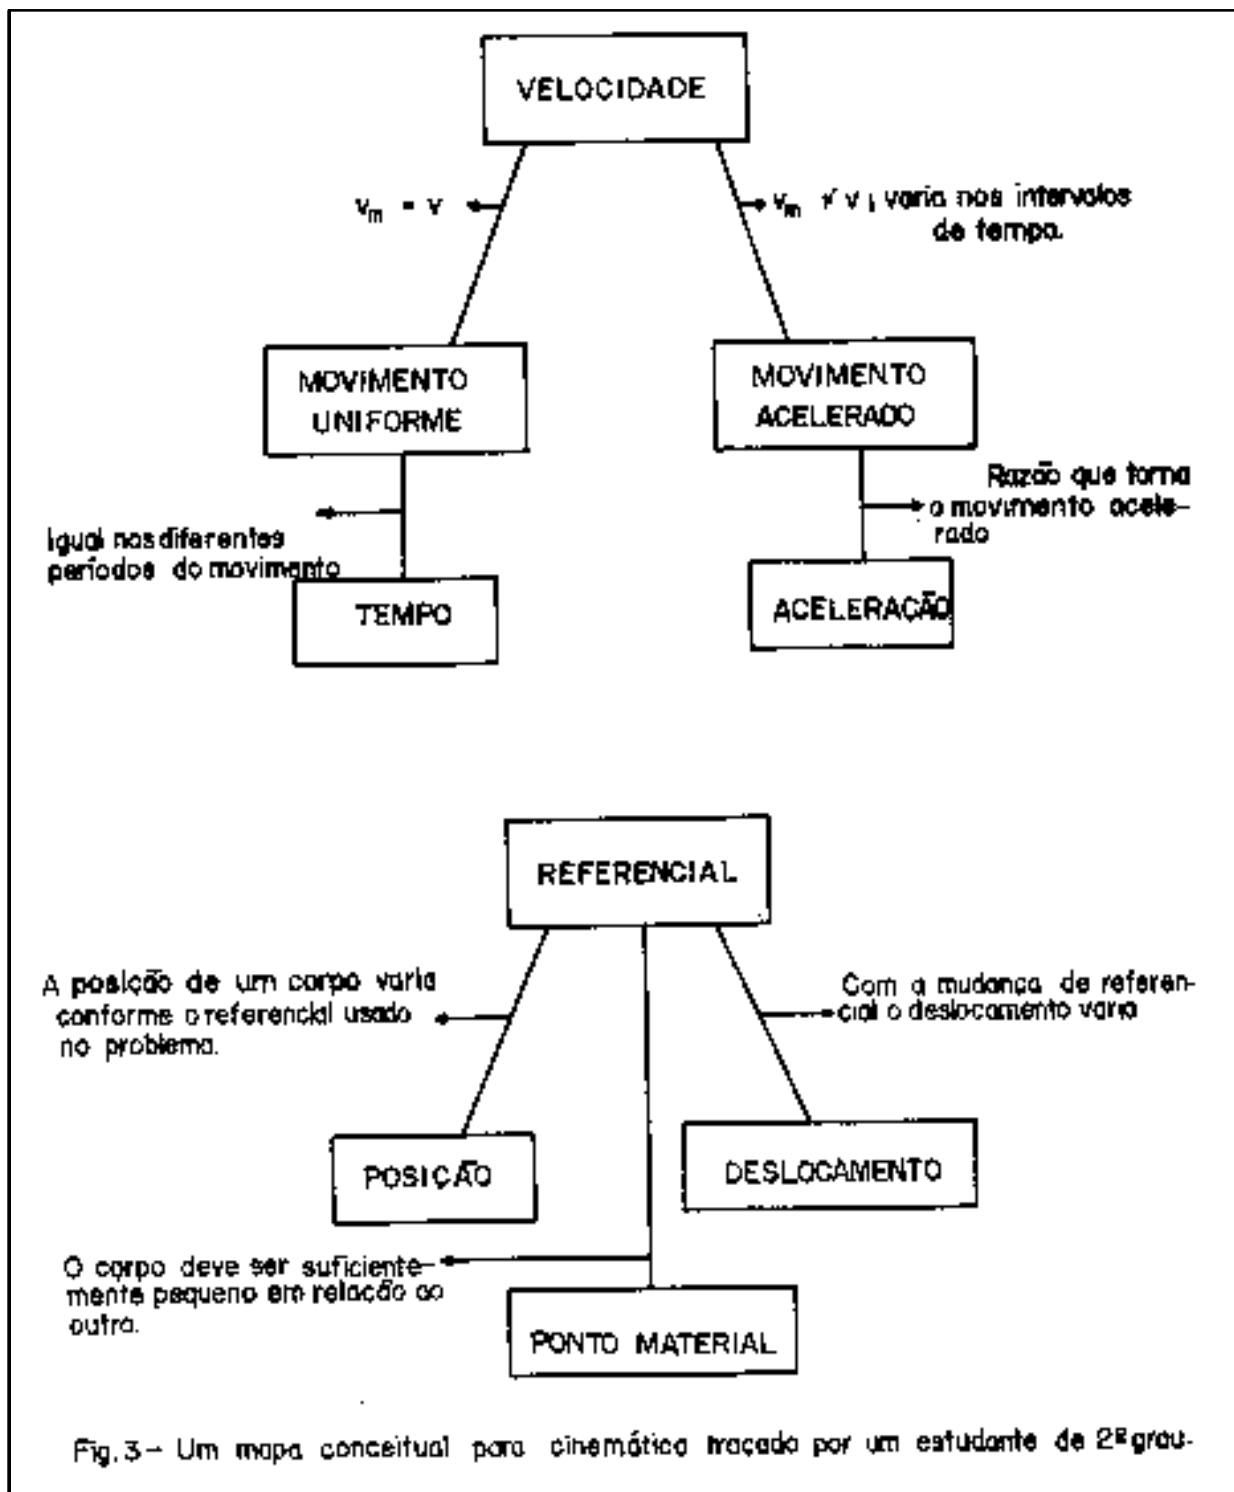 VELOCIDADE
vm = v
vm ≠ v ; varia nos intervalos
de tempo.
MOVIMENTO
UNIFORME
MOVIMENTO
ACELERADO
Igual nos diferentes
períodos do movimento
Razão que torna
o movimento acele-
rado
TEMPO
ACELERAÇÃO
REFERENCIAL
A posição de um corpo varia
conforme o referencial usado
no problema.
Com a mudança de referen-
cial o deslocamento varia
POSIÇÃO
DESLOCAMENTO
O corpo deve ser suficiente-
mente pequeno em relação ao
outro.
PONTO MATERIAL
Fig. 3 - Um mapa conceitual para cinemática traçado por um estudante de 2º grau.